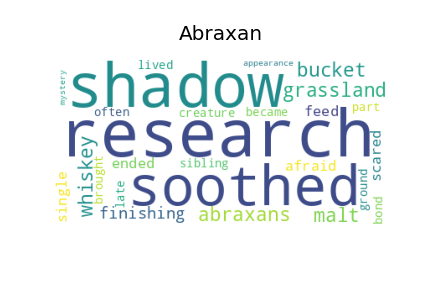 Abraxan
mystery
lived
appearance
shadow
bucket
grassland
often
creature
became
feed
part
research
whiskey
brought
ended
sibling
afraid
scared
single
late
soothed
ground
bond
finishing
abraxans
malt